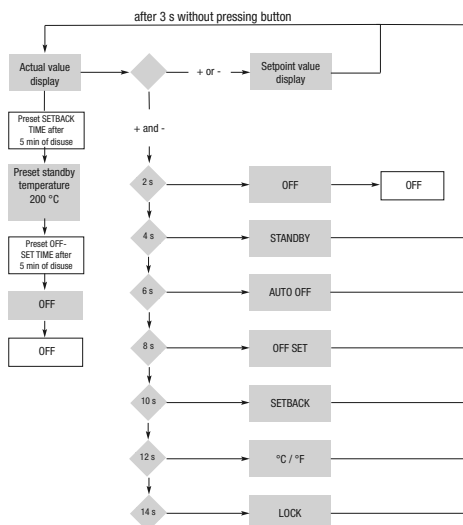 after 3 s without pressing button
Actual value
display
+ or -
Setpoint value
display
Preset SETBACK
TIME after
5 min of disuse
+ and -
Preset standby
temperature
200 °C
2 s
OFF
OFF
Preset OFF-
SET TIME after
5 min of disuse
4 s
STANDBY
OFF
6 s
AUTO OFF
OFF
8 s
OFF SET
10 s
SETBACK
12 s
°C / °F
14 s
LOCK